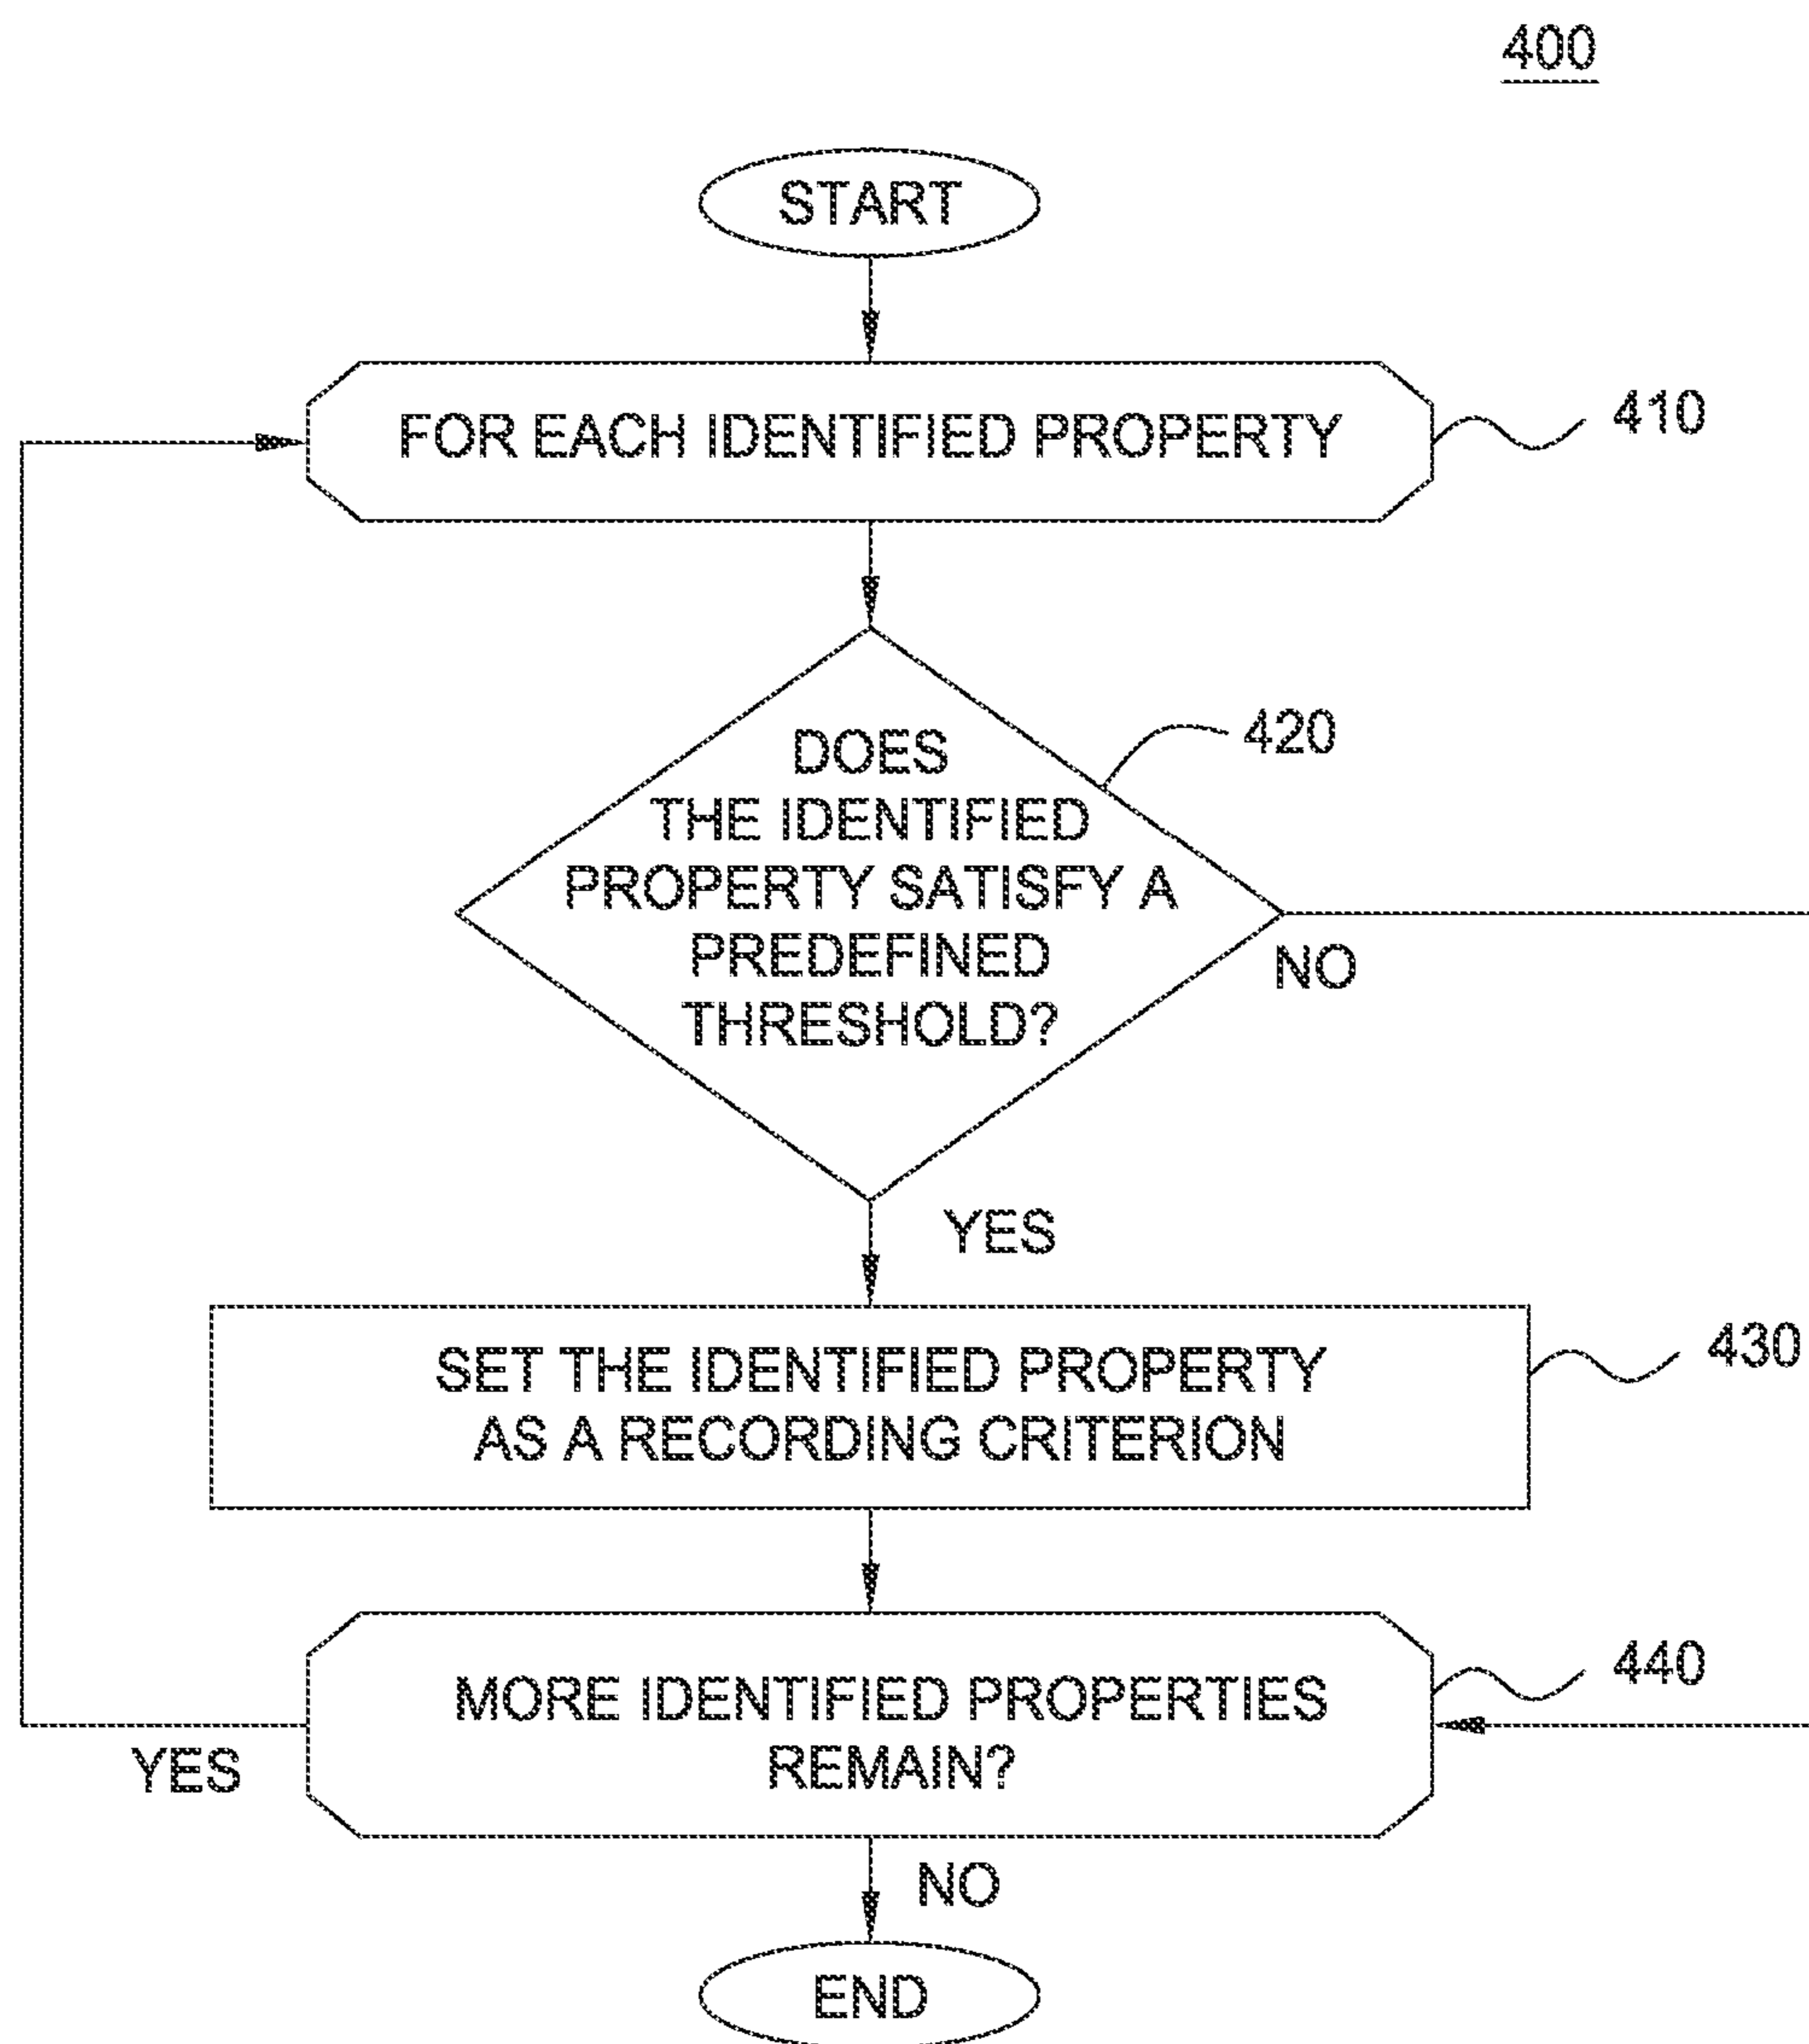 400
START
FOR EACH IDENTIFIED PROPERTY
410
DOES
THE IDENTIFIED
PROPERTY SATISFY A
PREDEFINED
THRESHOLD?
420
NO
YES
SET THE IDENTIFIED PROPERTY
AS A RECORDING CRITERION
430
MORE IDENTIFIED PROPERTIES
REMAIN?
440
YES
NO
END